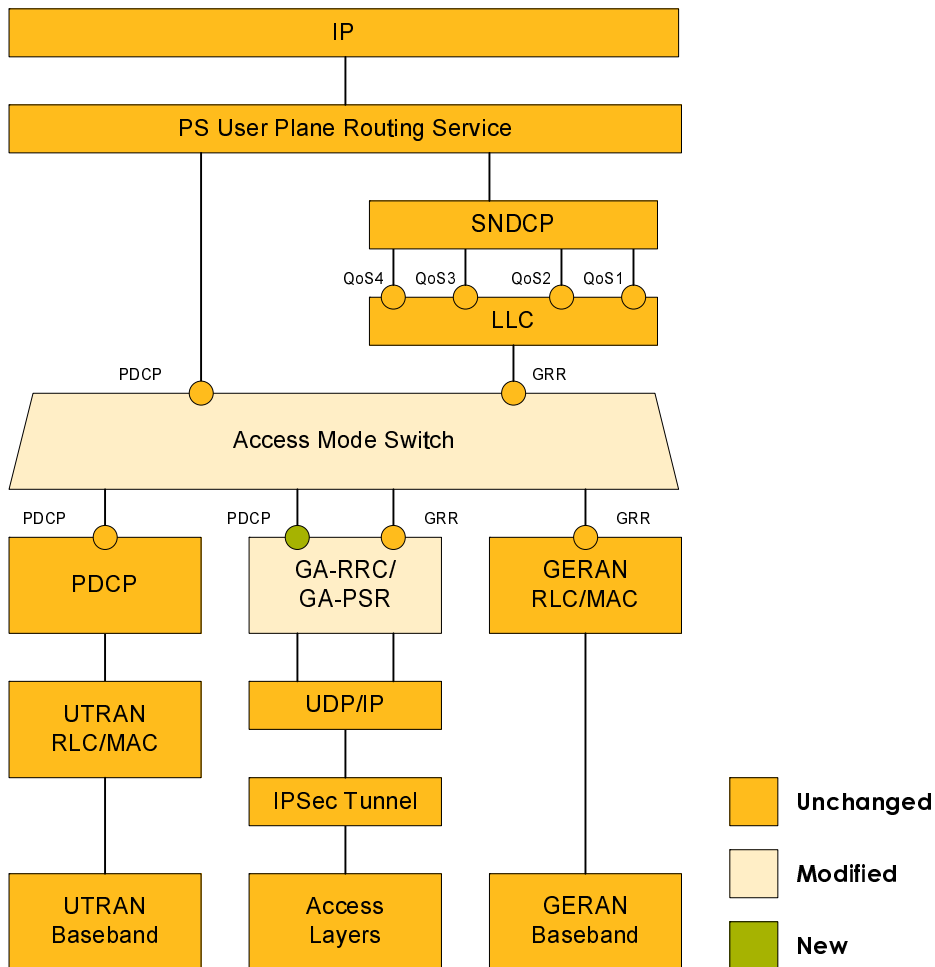 IP
PS User Plane Routing Service
SNDCP
QoS4 QoS3 QoS2 QoS1
LLC
PDCP GRR
Access Mode Switch
PDCP PDCP GRR GRR
PDCP
GA-RRC/
GA-PSR
GERAN
RLC/MAC
UTRAN
RLC/MAC
UDP/IP
IPSec Tunnel
UTRAN
Baseband
Access
Layers
GERAN
Baseband
Unchanged
Modified
New